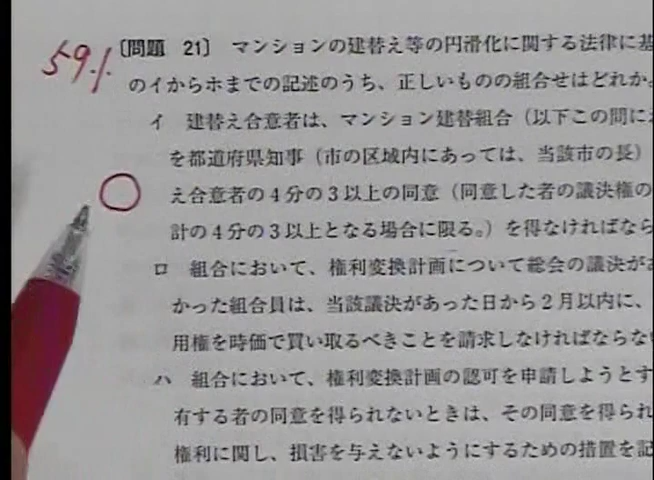 59%
〔問題 21〕 マンションの建替え等の円滑化に関する法律に基
のイからホまでの記述のうち、正しいものの組合せはどれか。
イ 建替え合意者は、マンション建替組合（以下この問に
を都道府県知事（市の区域内にあっては、当該市の長）
え合意者の4分の3以上の同意（同意した者の議決権の
計の4分の3以上となる場合に限る。）を得なければなら
ロ 組合において、権利変換計画について総会の議決があ
かった組合員は、当該議決があった日から2月以内に、
用権を時価で買い取るべきことを請求しなければならない
ハ 組合において、権利変換計画の認可を申請しようとす
有する者の同意を得られないときは、その同意を得られ
権利に関し、損害を与えないようにするための措置を記